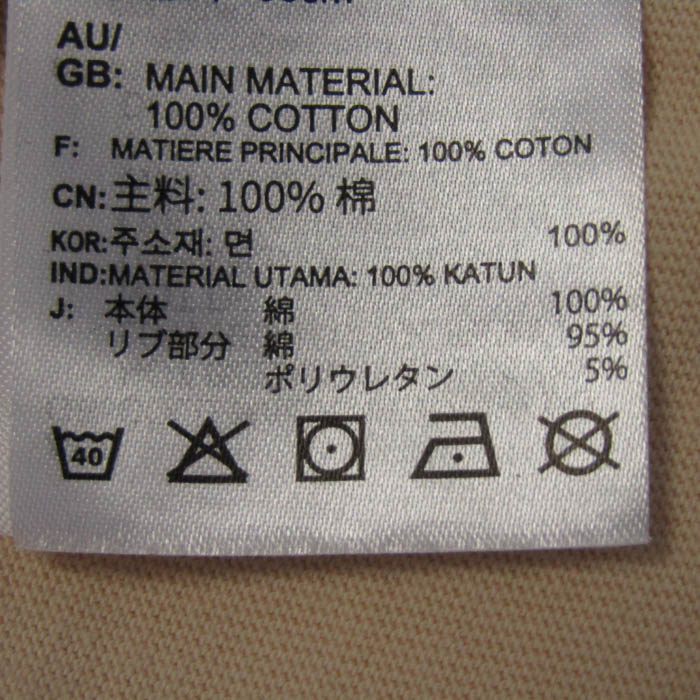 AU/
GB: MAIN MATERIAL:
100% COTTON
F: MATIERE PRINCIPALE: 100% COTON
CN: 主料: 100% 棉
KOR: 주소재: 면 100%
IND: MATERIAL UTAMA: 100% KATUN
J: 本体 綿 100%
リブ部分 綿 95%
ポリウレタン 5%
40